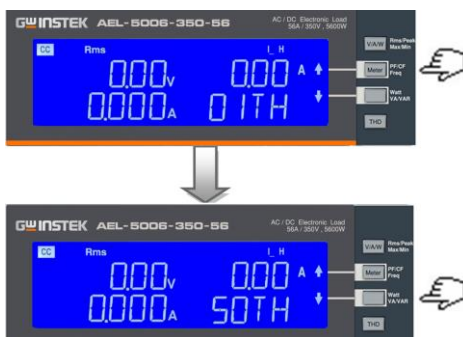 GW INSTEK AEL-5006-350-56 AC / DC Electronic Load
56A / 350V , 5600W
CC Rms I_ H
0.00V 0.00 A
0.000A 01TH
V/A/W Rms/Peak
Max/Min
Meter PF/CF
Freq
Watt
VA/VAR
THD
GW INSTEK AEL-5006-350-56 AC / DC Electronic Load
56A / 350V , 5600W
CC Rms I_ H
0.00V 0.00 A
0.000A 50TH
V/A/W Rms/Peak
Max/Min
Meter PF/CF
Freq
Watt
VA/VAR
THD